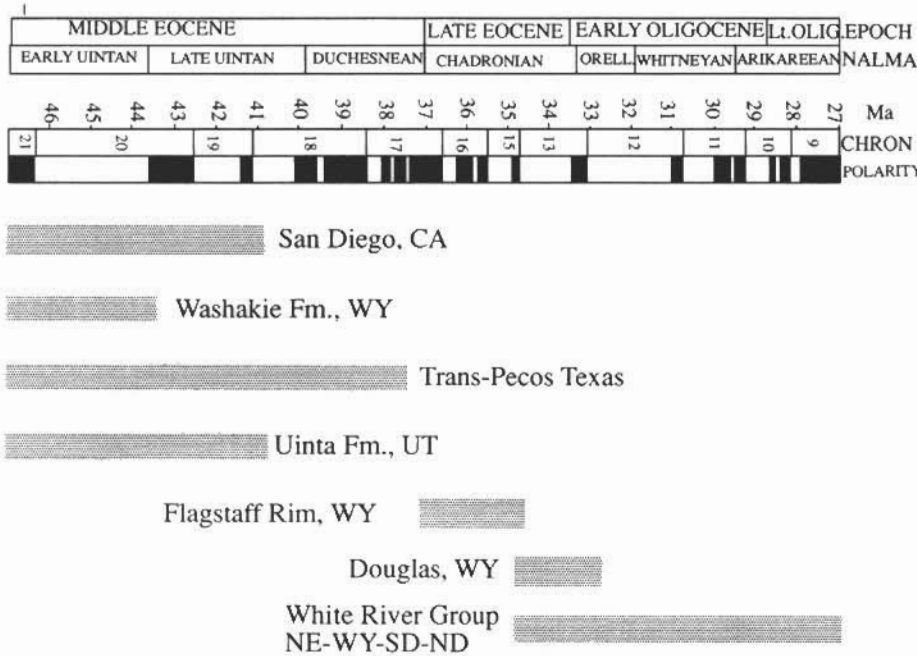 MIDDLE EOCENE LATE EOCENE EARLY OLIGOCENE Lt.OLIG. EPOCH
EARLY UINTAN LATE UINTAN DUCHESNEAN CHADRONIAN ORELL. WHITNEYAN ARIKAREEAN NALMA
46 45 44 43 42 41 40 39 38 37 36 35 34 33 32 31 30 29 28 27 Ma
21 20 19 18 17 16 15 13 12 11 10 9 CHRON
POLARITY
San Diego, CA
Washakie Fm., WY
Trans-Pecos Texas
Uinta Fm., UT
Flagstaff Rim, WY
Douglas, WY
White River Group
NE-WY-SD-ND